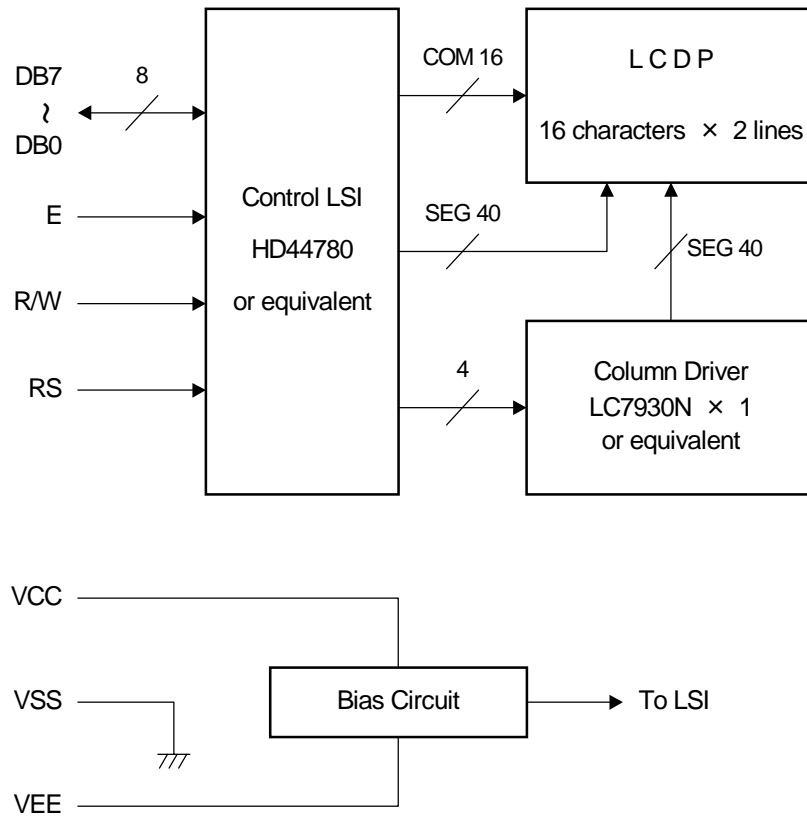 DB7
~
DB0
8
E
R/W
RS
Control LSI
HD44780
or equivalent
COM 16
SEG 40
4
L C D P
16 characters × 2 lines
SEG 40
Column Driver
LC7930N × 1
or equivalent
VCC
VSS
VEE
Bias Circuit
To LSI